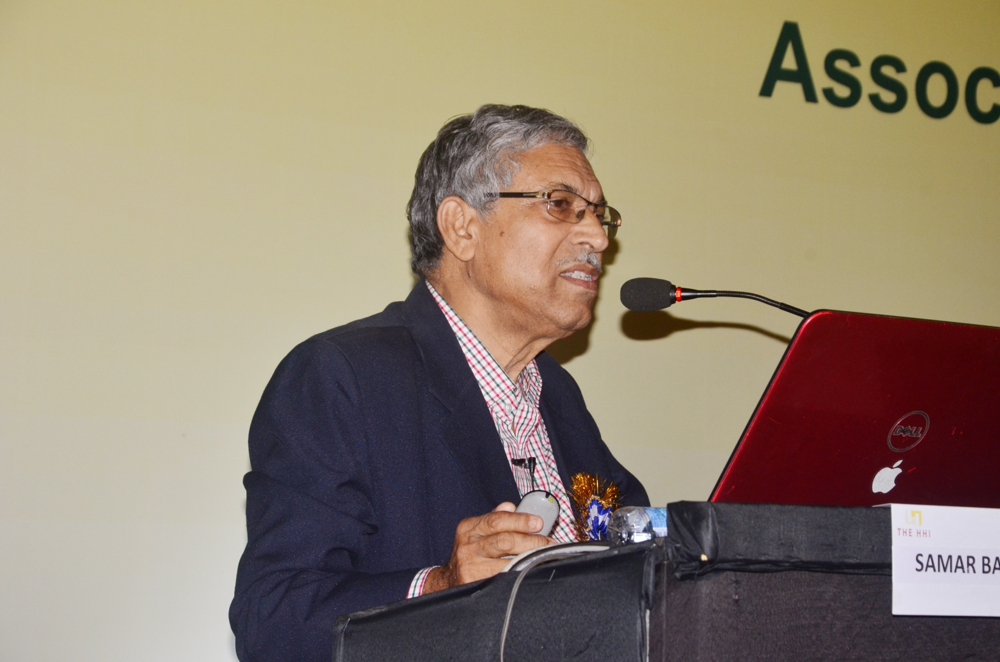 Assoc
DELL
THE HHI
SAMAR BA